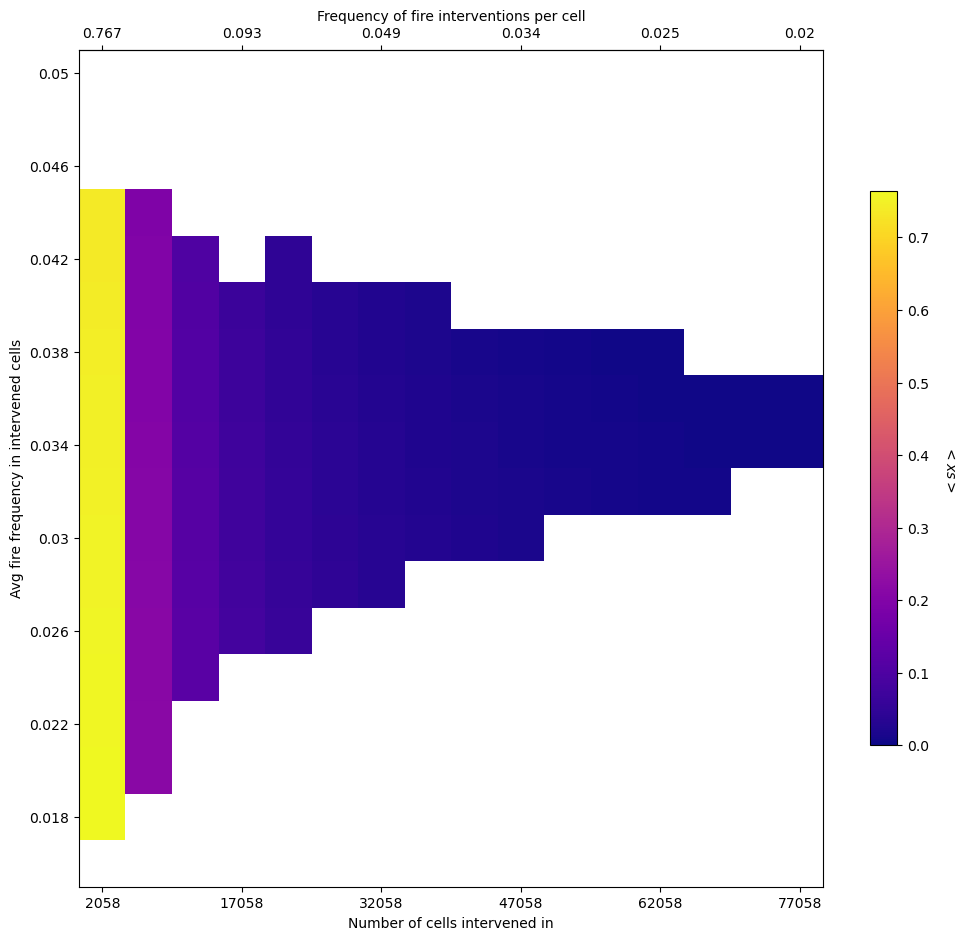 Frequency of fire interventions per cell
0.767 0.093 0.049 0.034 0.025 0.02
0.05
0.046
0.042
0.038
0.034
0.03
0.026
0.022
0.018
Avg fire frequency in intervened cells
2058 17058 32058 47058 62058 77058
Number of cells intervened in
0.7
0.6
0.5
0.4
0.3
0.2
0.1
0.0
< xs >